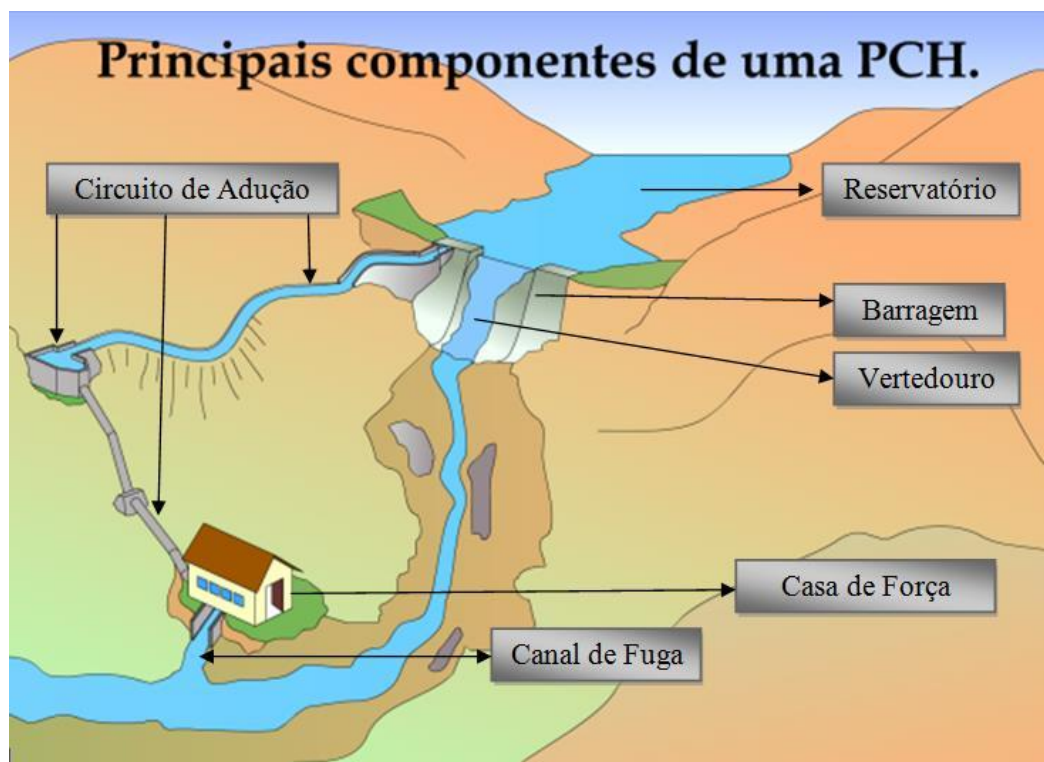 Principais componentes de uma PCH.
Circuito de Adução
Reservatório
Barragem
Vertedouro
Casa de Força
Canal de Fuga